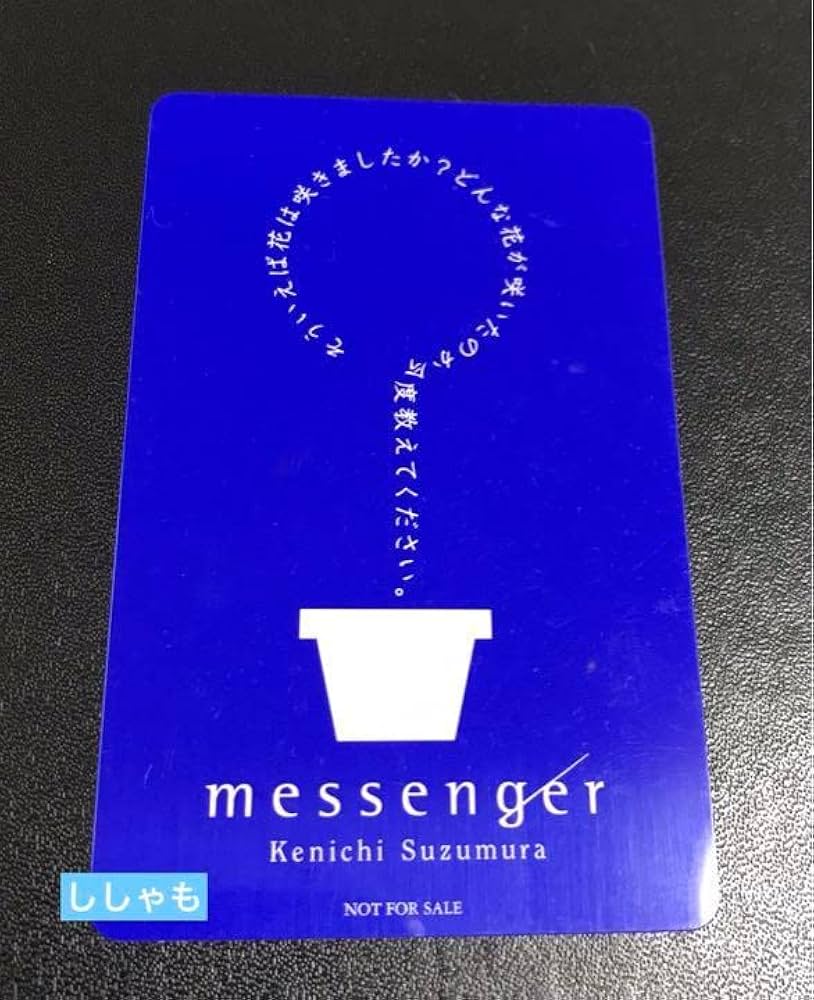 そういえば花は咲きましたか？どんな花が咲いたのか、今度教えてください。
messenger
Kenichi Suzumura
ししゃも
NOT FOR SALE